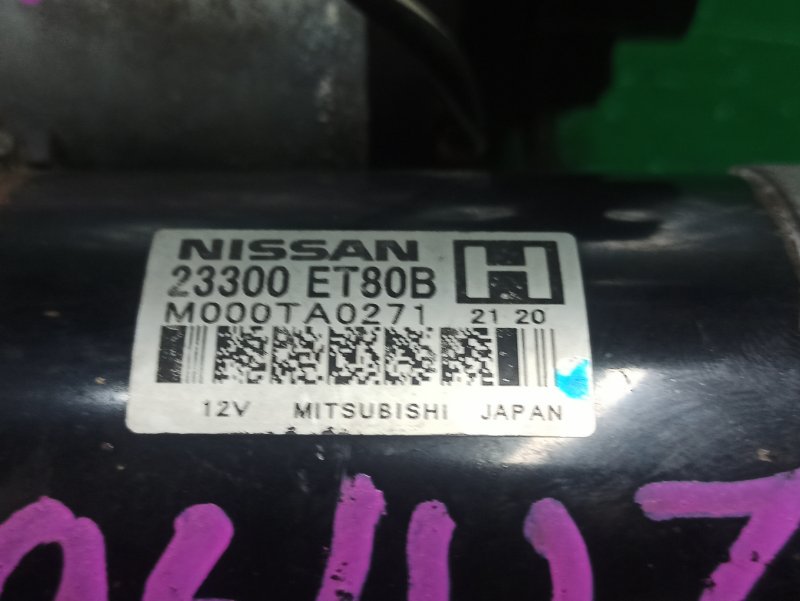 NISSAN
23300 ET80B
H
M000TA0271
21 20
12V MITSUBISHI JAPAN